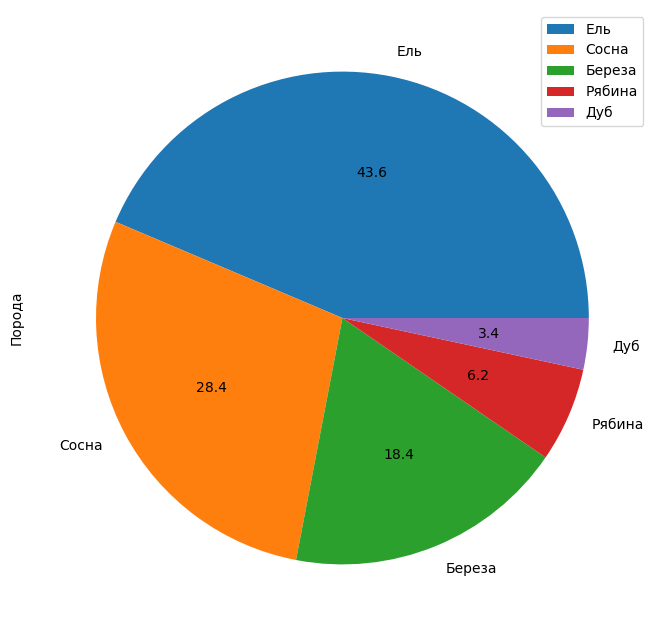 Ель
Сосна
Береза
Рябина
Дуб
Ель
43.6
Порода
3.4
Дуб
6.2
28.4
Рябина
Сосна
18.4
Береза